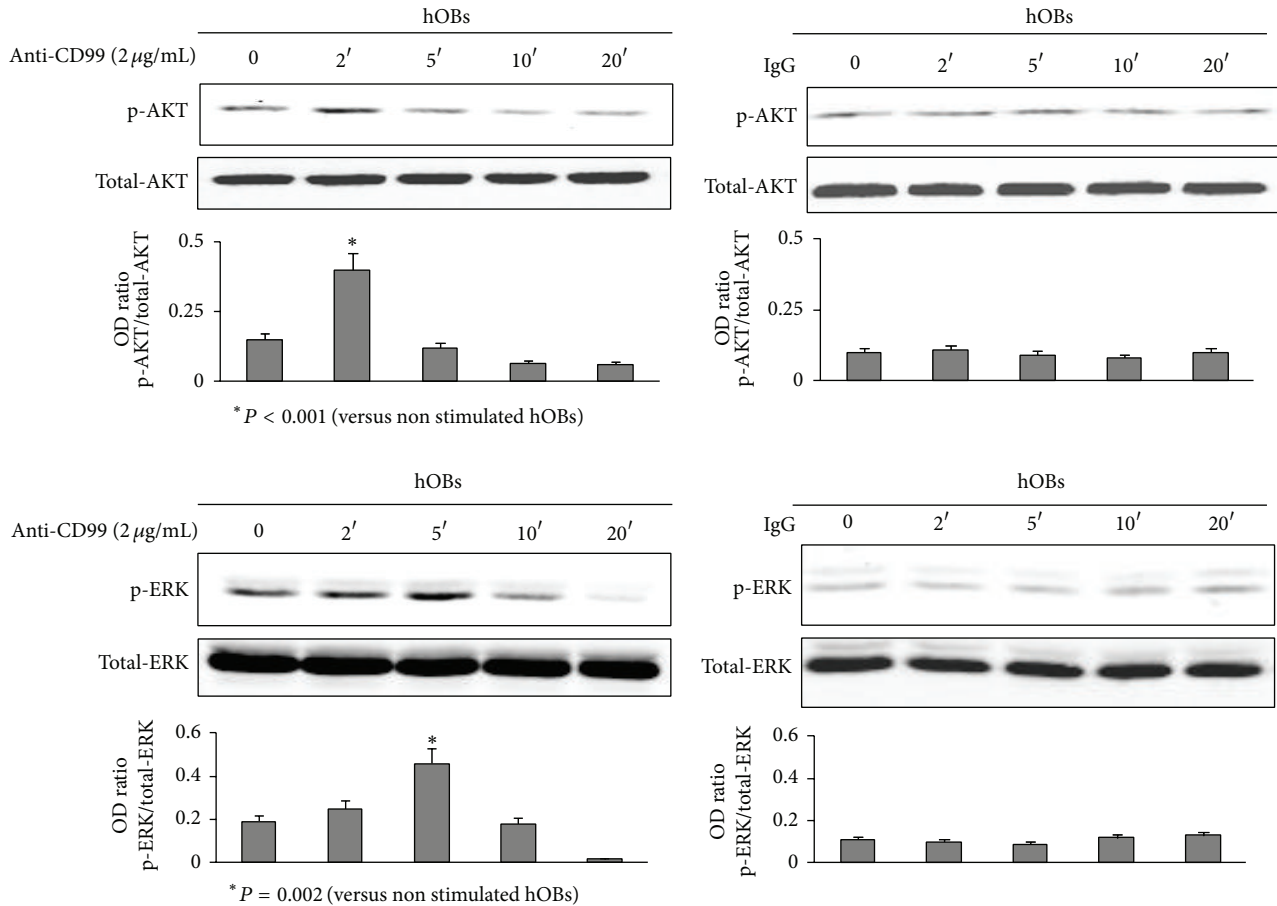 hOBs
Anti-CD99 (2 μg/mL) 0 2′ 5′ 10′ 20′
p-AKT
Total-AKT
OD ratio
p-AKT/total-AKT
0.5
0.25
0
*
* P < 0.001 (versus non stimulated hOBs)
hOBs
IgG 0 2′ 5′ 10′ 20′
p-AKT
Total-AKT
OD ratio
p-AKT/total-AKT
0.5
0.25
0
hOBs
Anti-CD99 (2 μg/mL) 0 2′ 5′ 10′ 20′
p-ERK
Total-ERK
OD ratio
p-ERK/total-ERK
0.6
0.4
0.2
0
*
* P = 0.002 (versus non stimulated hOBs)
hOBs
IgG 0 2′ 5′ 10′ 20′
p-ERK
Total-ERK
OD ratio
p-ERK/total-ERK
0.6
0.4
0.2
0